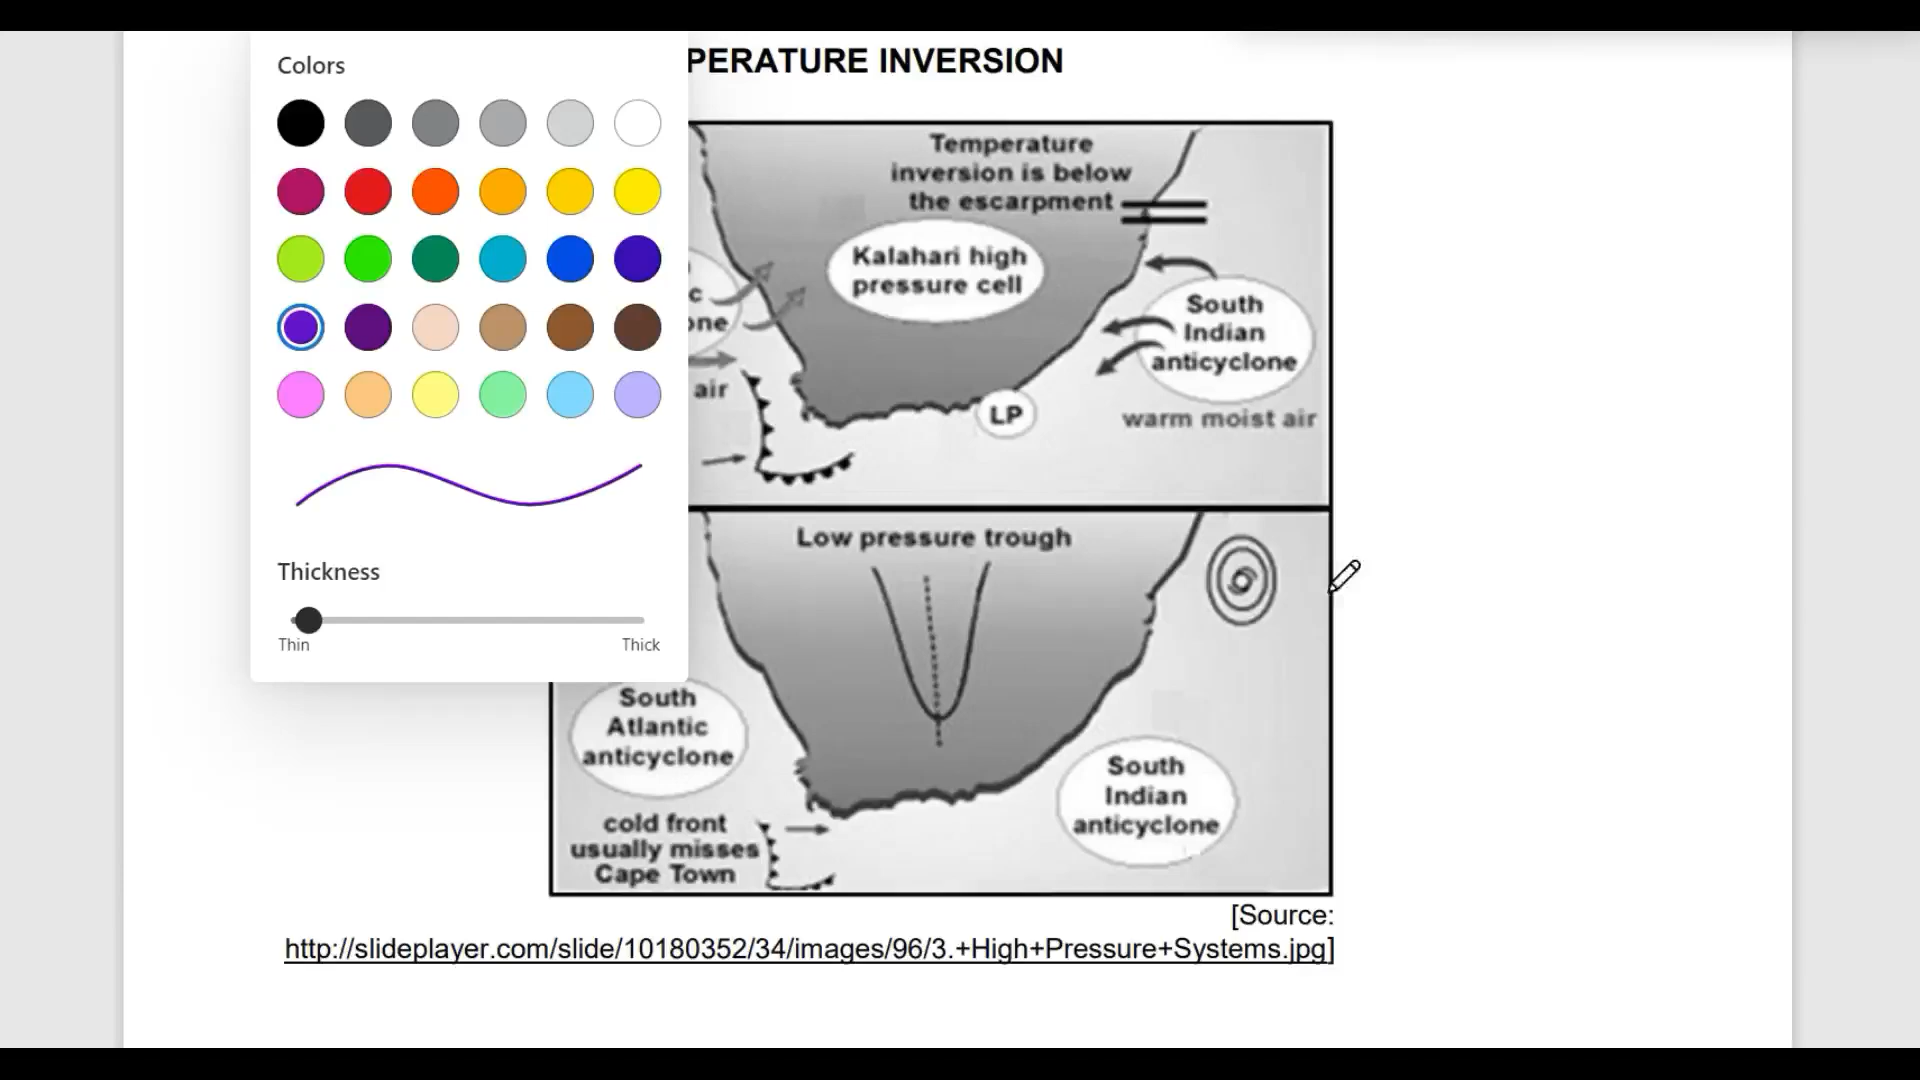 Colors
PERATURE INVERSION
Temperature
inversion is below
the escarpment
Kalahari high
pressure cell
c
one
air
South
Indian
anticyclone
warm moist air
LP
Thickness
Thin
Thick
Low pressure trough
South
Atlantic
anticyclone
South
Indian
anticyclone
cold front
usually misses
Cape Town
[Source:
http://slideplayer.com/slide/10180352/34/images/96/3.+High+Pressure+Systems.jpg]